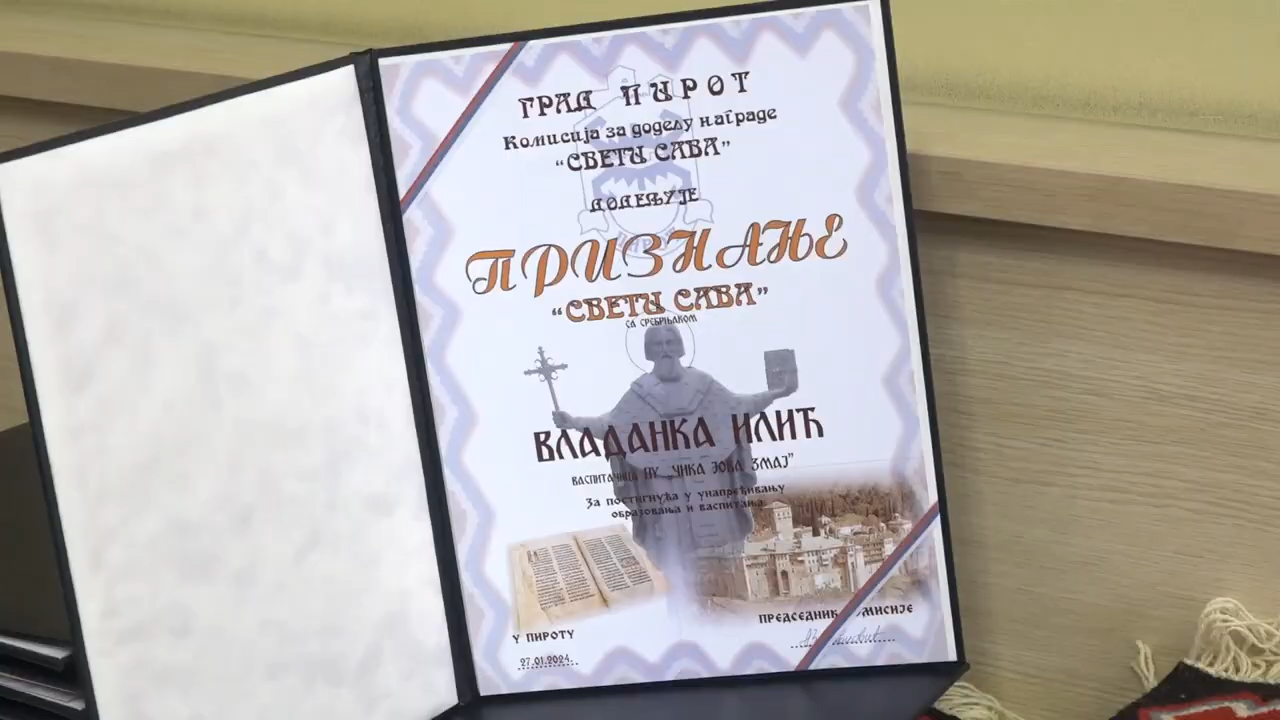 ГРАД ПИРОТ
Комисија за доделу награде
“СВЕТИ САВА”
ДОДЕЉУЈЕ
ПРИЗНАЊЕ
“СВЕТИ САВА”
СА СРЕБРЊАКОМ
ВЛАДАНКА ИЛИЋ
ВАСПИТАЧИЦА ПУ „ЧИКА ЈОВА ЗМАЈ”
За постигнућа у унапређивању
образовања и васпитања
У ПИРОТУ
27.01.2024.
ПРЕДСЕДНИК КОМИСИЈЕ